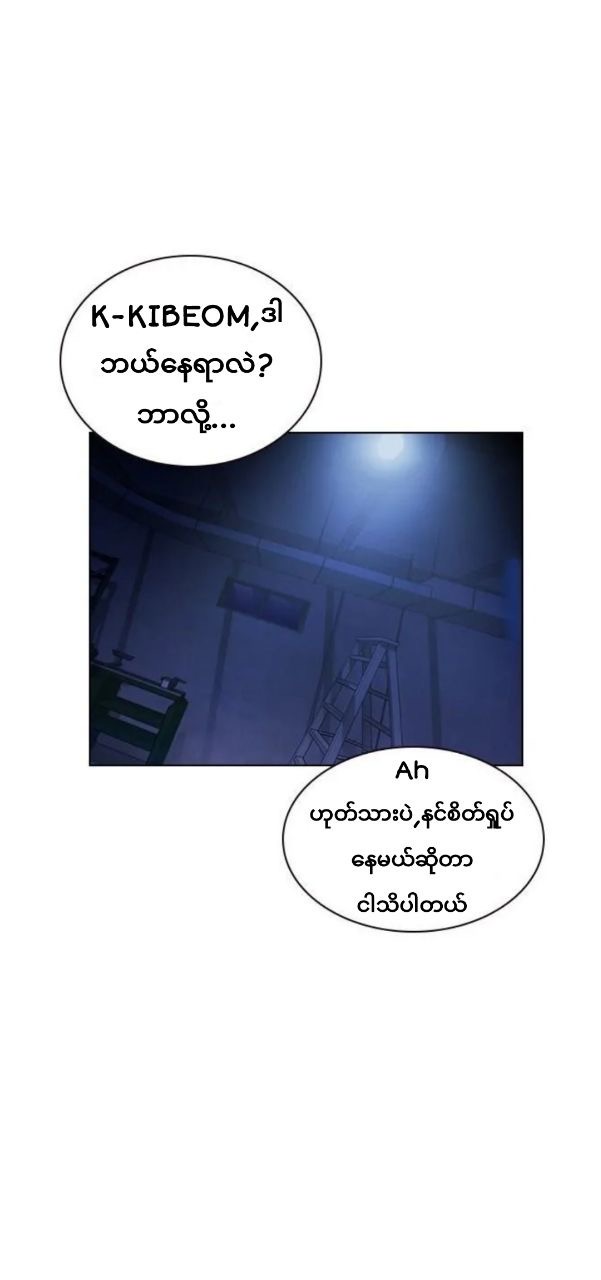 K-KIBEOM,ဒါ
ဘယ်နေရာလဲ?
ဘာလို့...
Ah
ဟုတ်သားပဲ,နင်စိတ်ရှုပ်
နေမယ်ဆိုတာ
ငါသိပါတယ်